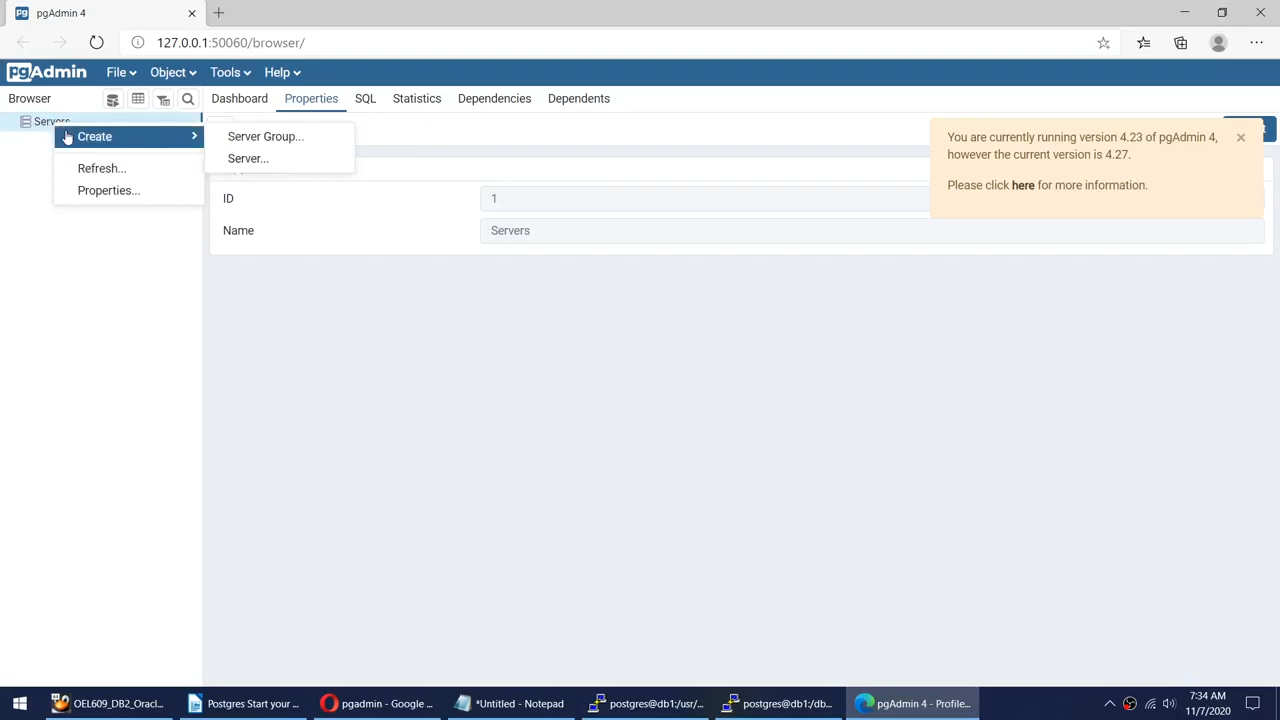 pgAdmin 4
127.0.0.1:50060/browser/
pgAdmin
File
Object
Tools
Help
Browser
Dashboard
Properties
SQL
Statistics
Dependencies
Dependents
Servers
Create
Server Group...
Server...
Refresh...
Properties...
You are currently running version 4.23 of pgAdmin 4,
however the current version is 4.27.
Please click here for more information.
ID
1
Name
Servers
OEL609_DB2_Oracl...
Postgres Start your ...
pgadmin - Google ...
*Untitled - Notepad
postgres@db1:/usr/...
postgres@db1:/db...
pgAdmin 4 - Profile...
7:34 AM
11/7/2020